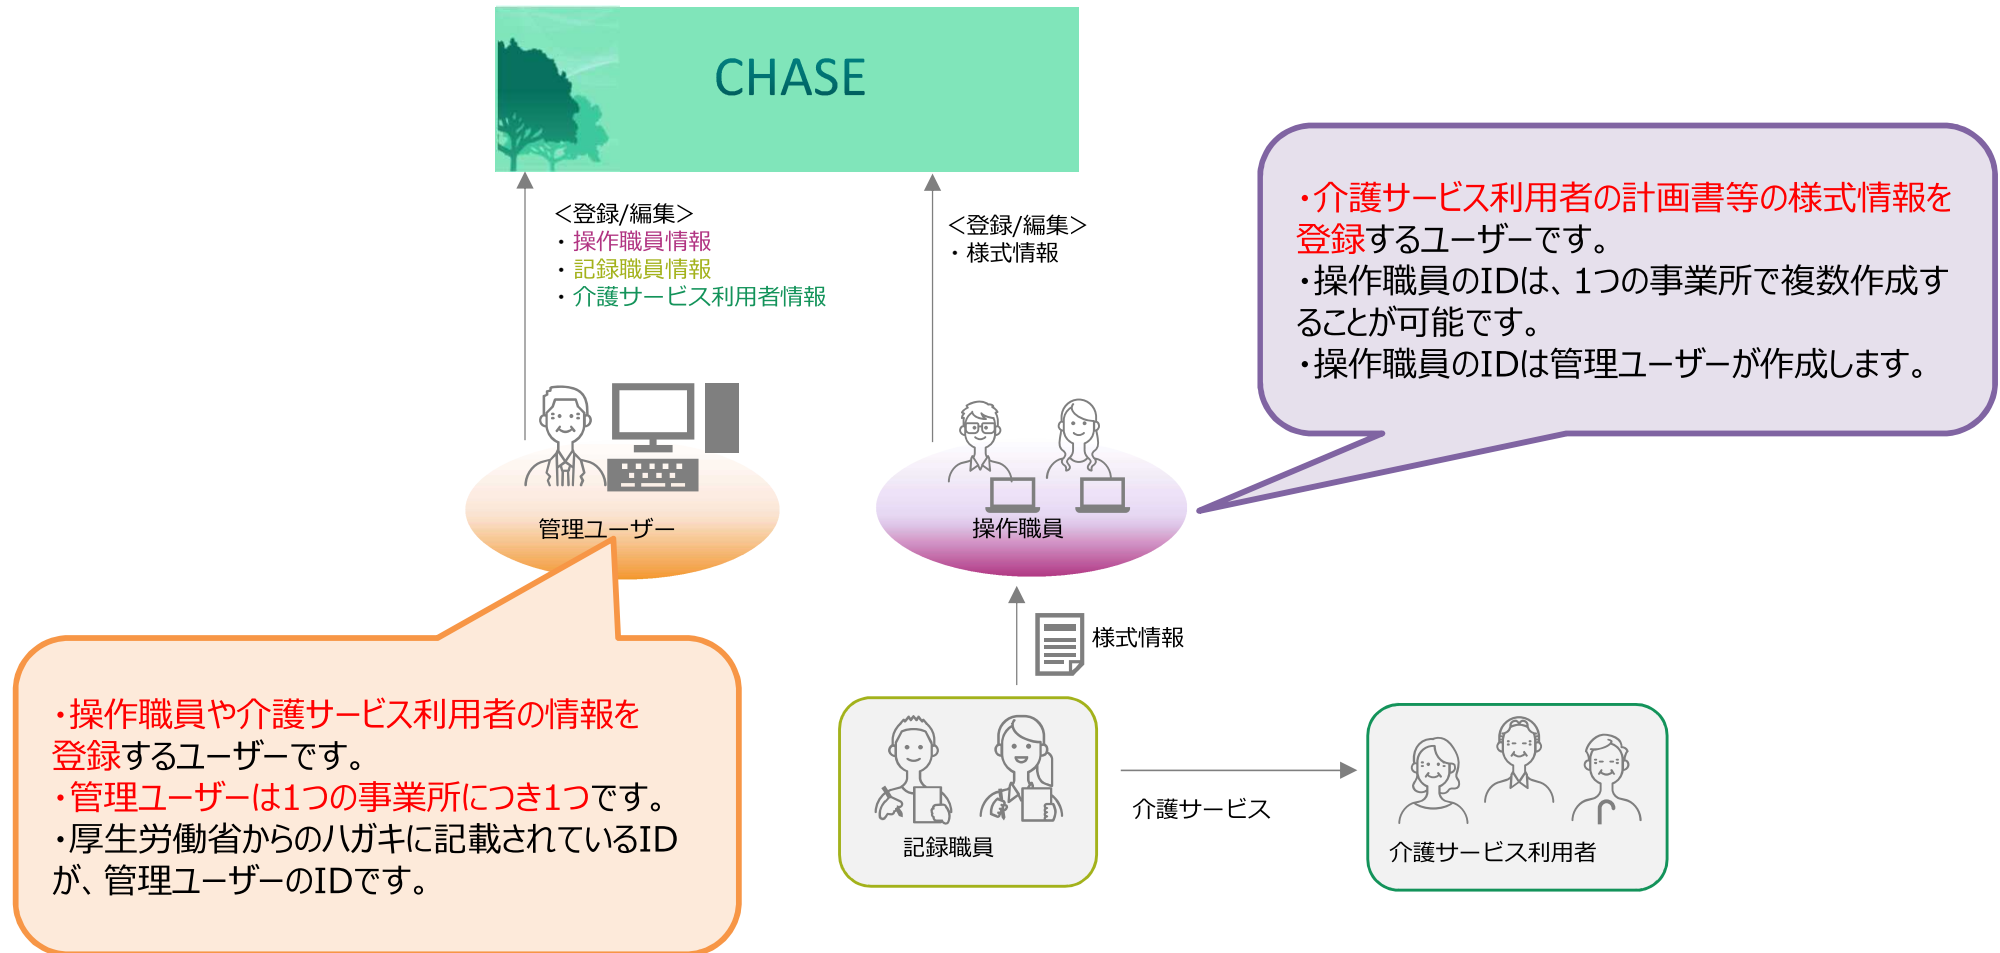 CHASE
＜登録/編集＞
・操作職員情報
・記録職員情報
・介護サービス利用者情報
＜登録/編集＞
・様式情報
・介護サービス利用者の計画書等の様式情報を
登録するユーザーです。
・操作職員のIDは、1つの事業所で複数作成す
ることが可能です。
・操作職員のIDは管理ユーザーが作成します。
管理ユーザー
操作職員
様式情報
・操作職員や介護サービス利用者の情報を
登録するユーザーです。
・管理ユーザーは1つの事業所につき1つです。
・厚生労働省からのハガキに記載されているID
が、管理ユーザーのIDです。
記録職員
介護サービス
介護サービス利用者